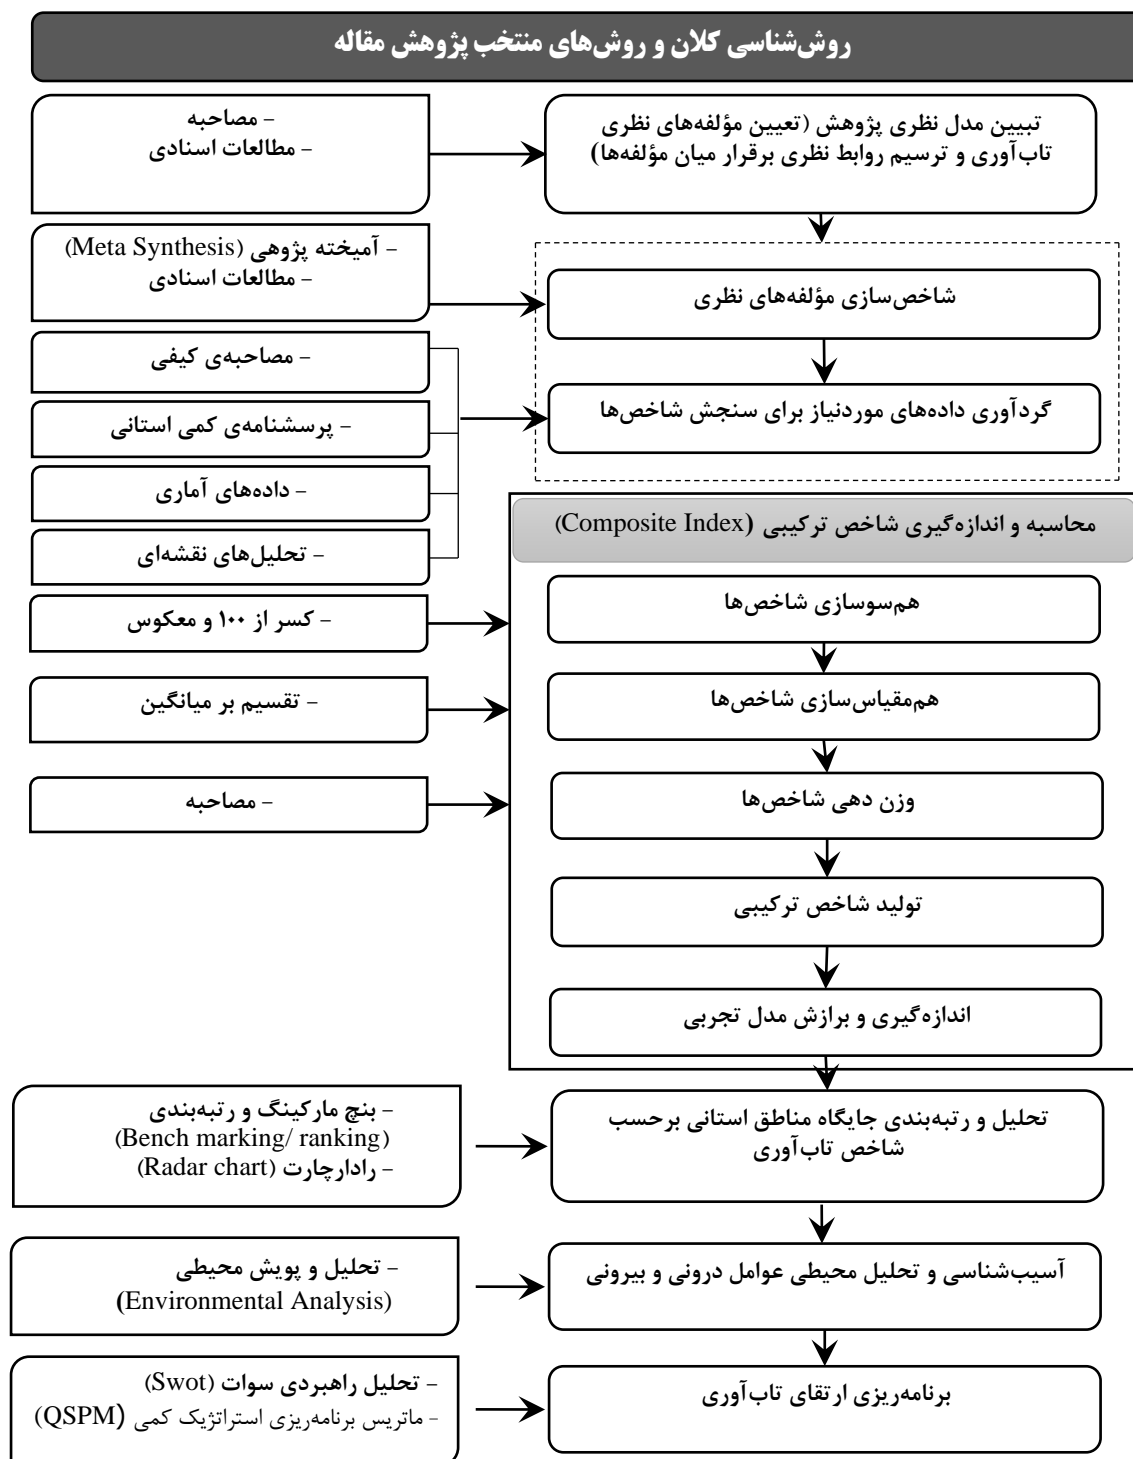 روش‌شناسی کلان و روش‌های منتخب پژوهش مقاله
تبیین مدل نظری پژوهش (تعیین مؤلفه‌های نظری
تاب‌آوری و ترسیم روابط نظری برقرار میان مؤلفه‌ها)
- مصاحبه
- مطالعات اسنادی
شاخص‌سازی مؤلفه‌های نظری
- آمیخته پژوهی (Meta Synthesis)
- مطالعات اسنادی
گردآوری داده‌های موردنیاز برای سنجش شاخص‌ها
- مصاحبه‌ی کیفی
- پرسشنامه‌ی کمی استانی
- داده‌های آماری
- تحلیل‌های نقشه‌ای
محاسبه و اندازه‌گیری شاخص ترکیبی (Composite Index)
هم‌سوسازی شاخص‌ها
- کسر از ۱۰۰ و معکوس
هم‌مقیاس‌سازی شاخص‌ها
- تقسیم بر میانگین
وزن دهی شاخص‌ها
- مصاحبه
تولید شاخص ترکیبی
اندازه‌گیری و برازش مدل تجربی
تحلیل و رتبه‌بندی جایگاه مناطق استانی برحسب
شاخص تاب‌آوری
- بنچ مارکینگ و رتبه‌بندی
(Bench marking/ ranking)
- رادارچارت (Radar chart)
آسیب‌شناسی و تحلیل محیطی عوامل درونی و بیرونی
- تحلیل و پویش محیطی
(Environmental Analysis)
برنامه‌ریزی ارتقای تاب‌آوری
- تحلیل راهبردی سوات (Swot)
- ماتریس برنامه‌ریزی استراتژیک کمی (QSPM)